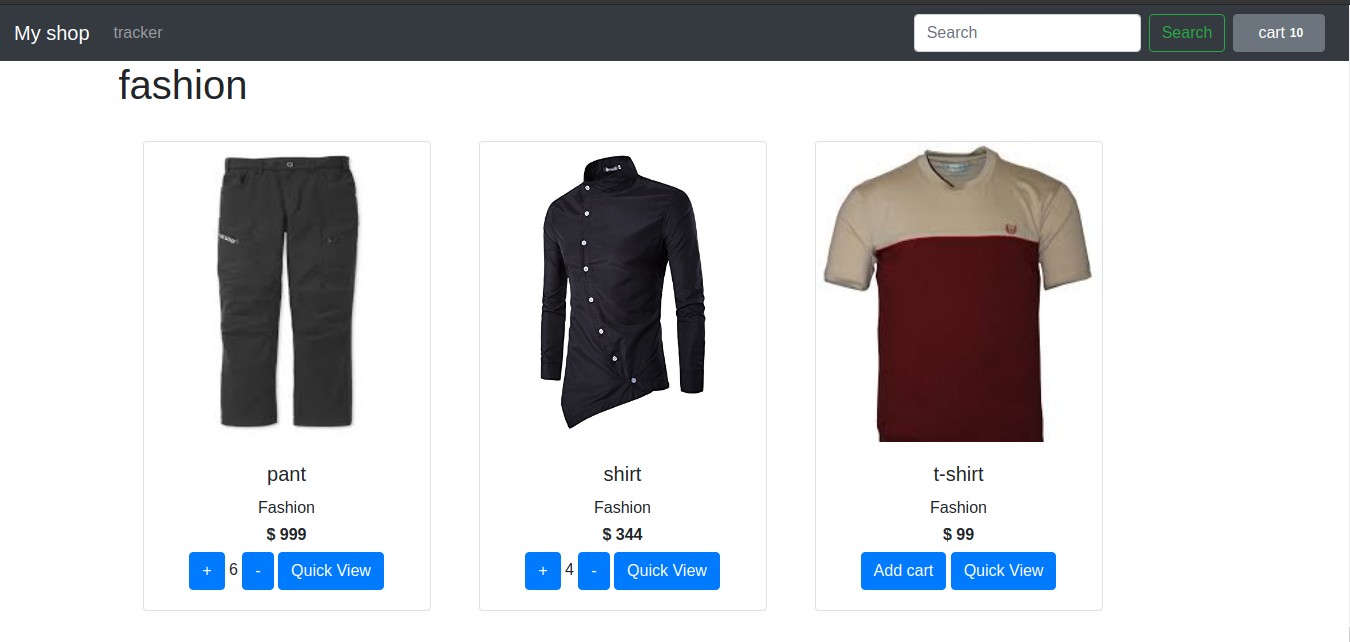 My shop tracker Search Search cart 10
fashion
pant
Fashion
$ 999
+ 6 - Quick View
shirt
Fashion
$ 344
+ 4 - Quick View
t-shirt
Fashion
$ 99
Add cart Quick View